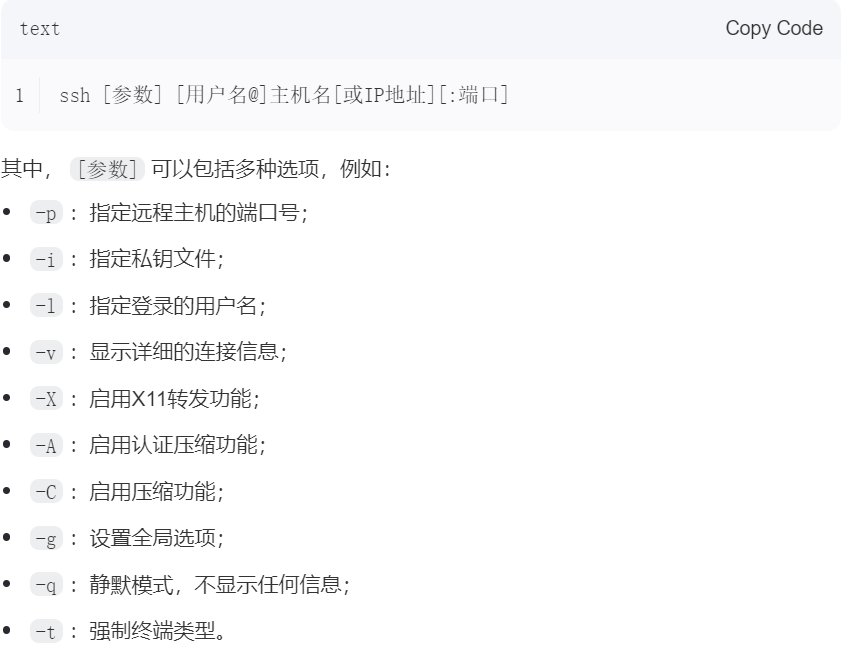 text
Copy Code
1 ssh [参数] [用户名@]主机名[或IP地址][:端口]
其中， [参数] 可以包括多种选项，例如：
• -p ：指定远程主机的端口号；
• -i ：指定私钥文件；
• -l ：指定登录的用户名；
• -v ：显示详细的连接信息；
• -X ：启用X11转发功能；
• -A ：启用认证压缩功能；
• -C ：启用压缩功能；
• -g ：设置全局选项；
• -q ：静默模式，不显示任何信息；
• -t ：强制终端类型。